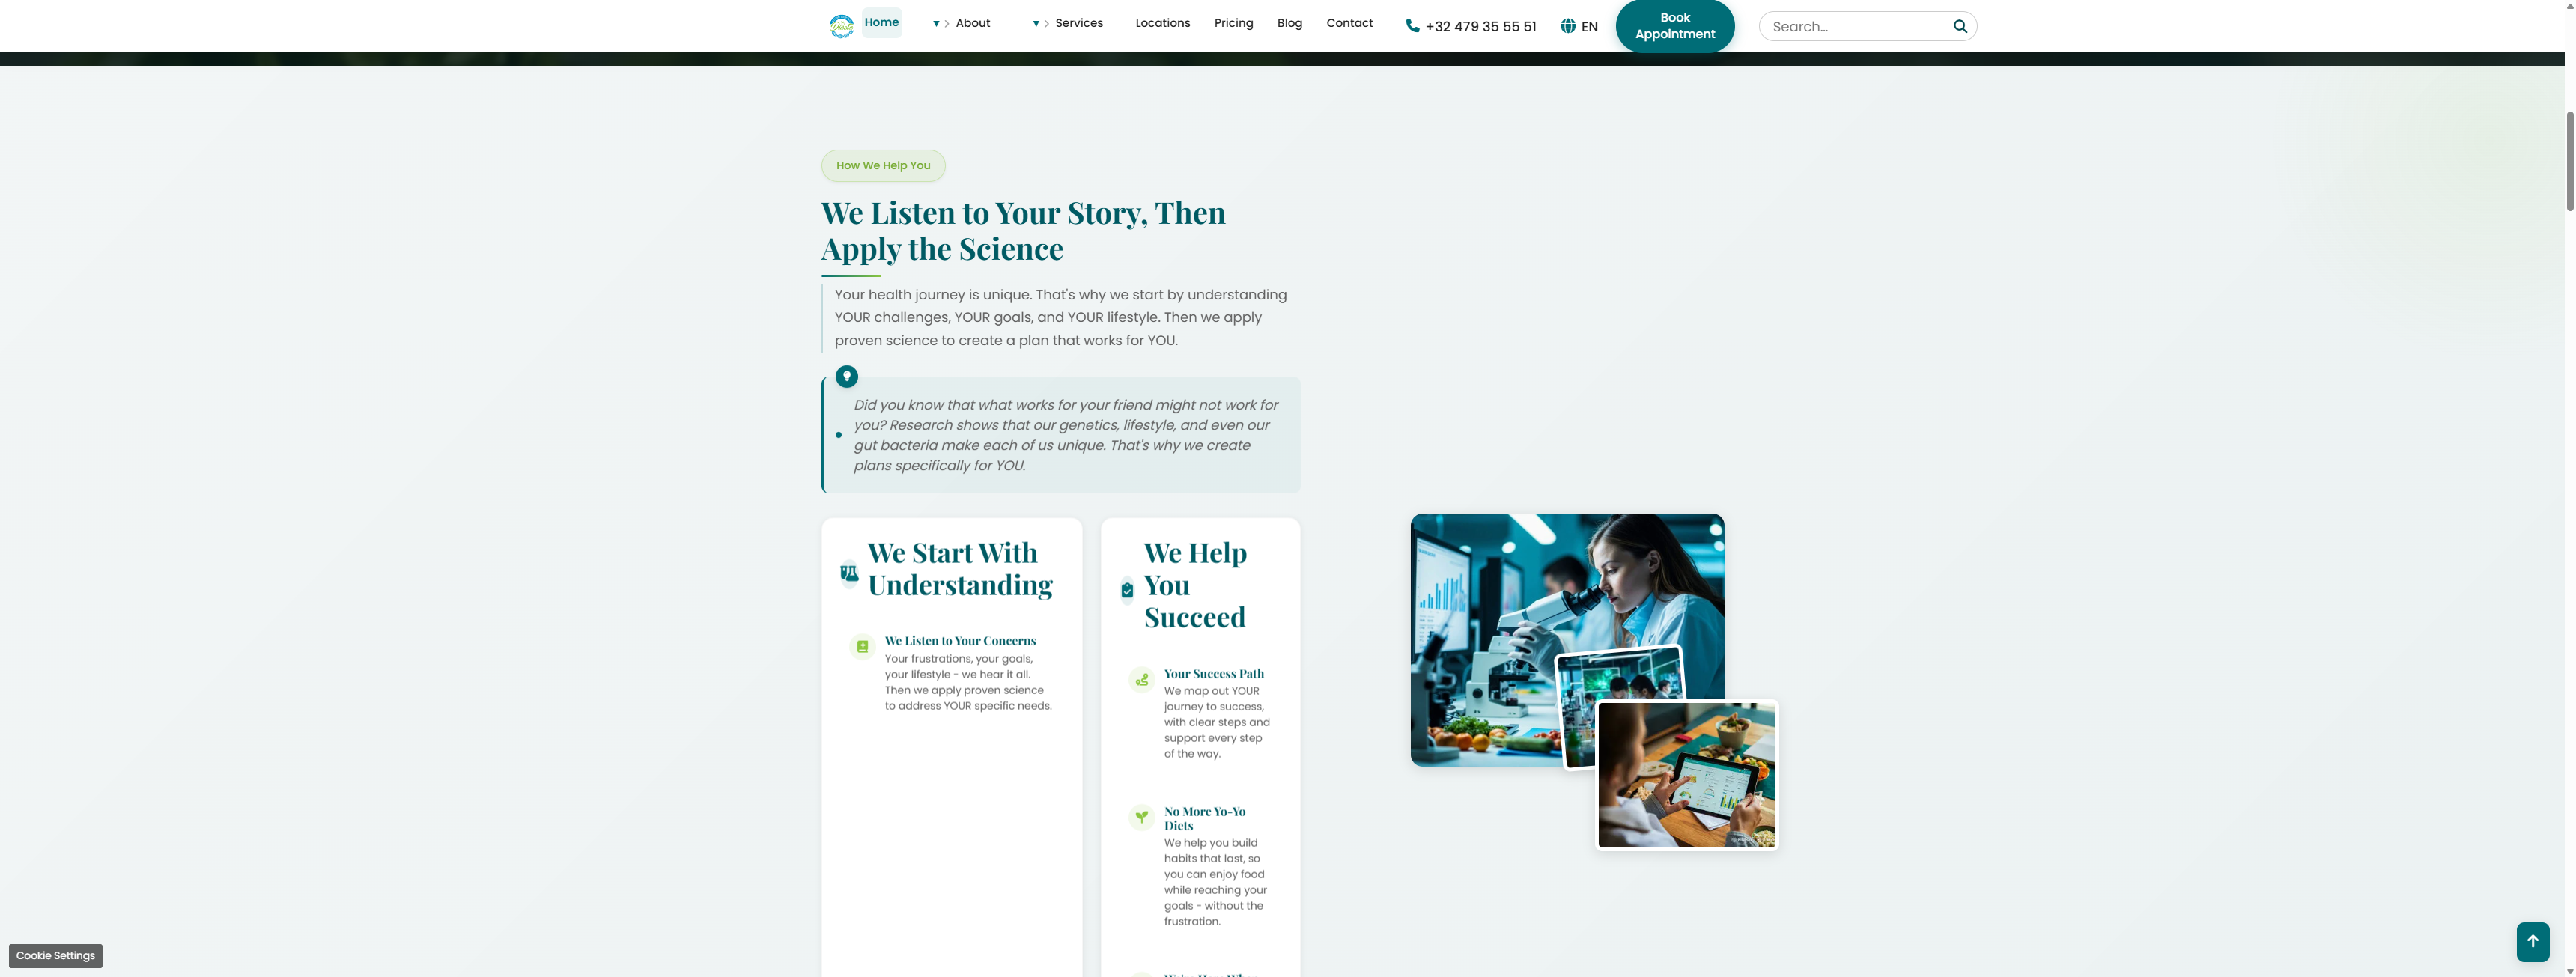 Home
About
Services
Locations
Pricing
Blog
Contact
+32 479 35 55 51
EN
Book
Appointment
Search...
How We Help You
We Listen to Your Story, Then
Apply the Science
Your health journey is unique. That's why we start by understanding
YOUR challenges, YOUR goals, and YOUR lifestyle. Then we apply
proven science to create a plan that works for YOU.
Did you know that what works for your friend might not work for
you? Research shows that our genetics, lifestyle, and even our
gut bacteria make each of us unique. That's why we create
plans specifically for YOU.
We Start With
Understanding
We Listen to Your Concerns
Your frustrations, your goals,
your lifestyle - we hear it all.
Then we apply proven science
to address YOUR specific needs.
We Help
You
Succeed
Your Success Path
We map out YOUR
journey to success,
with clear steps and
support every step
of the way.
No More Yo-Yo
Diets
We help you build
habits that last, so
you can enjoy food
while reaching your
goals - without the
frustration.
Cookie Settings